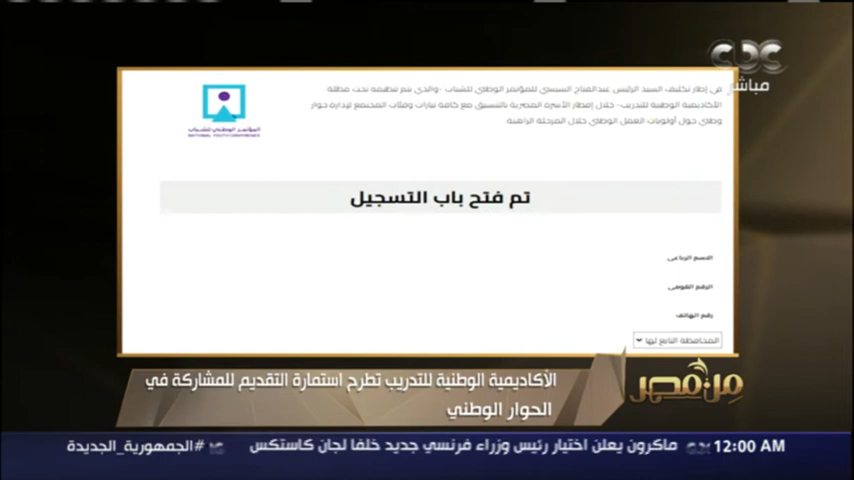 cbc
مباشر
في إطار تكليف السيد الرئيس عبدالفتاح السيسي للمؤتمر الوطني للشباب -والذي يتم تنظيمه تحت مظلة
الأكاديمية الوطنية للتدريب- خلال إفطار الأسرة المصرية بالتنسيق مع كافة تيارات وفئات المجتمع لإدارة حوار
وطني حول أولويات العمل الوطني خلال المرحلة الراهنة
المؤتمر الوطني للشباب
NATIONAL YOUTH CONFERENCE
تم فتح باب التسجيل
الاسم الرباعى
الرقم القومى
رقم الهاتف
المحافظة التابع لها
من مصر
الأكاديمية الوطنية للتدريب تطرح استمارة التقديم للمشاركة في
الحوار الوطني
12:00 AM cbc ماكرون يعلن اختيار رئيس وزراء فرنسي جديد خلفا لجان كاستكس #الجمهورية_الجديدة